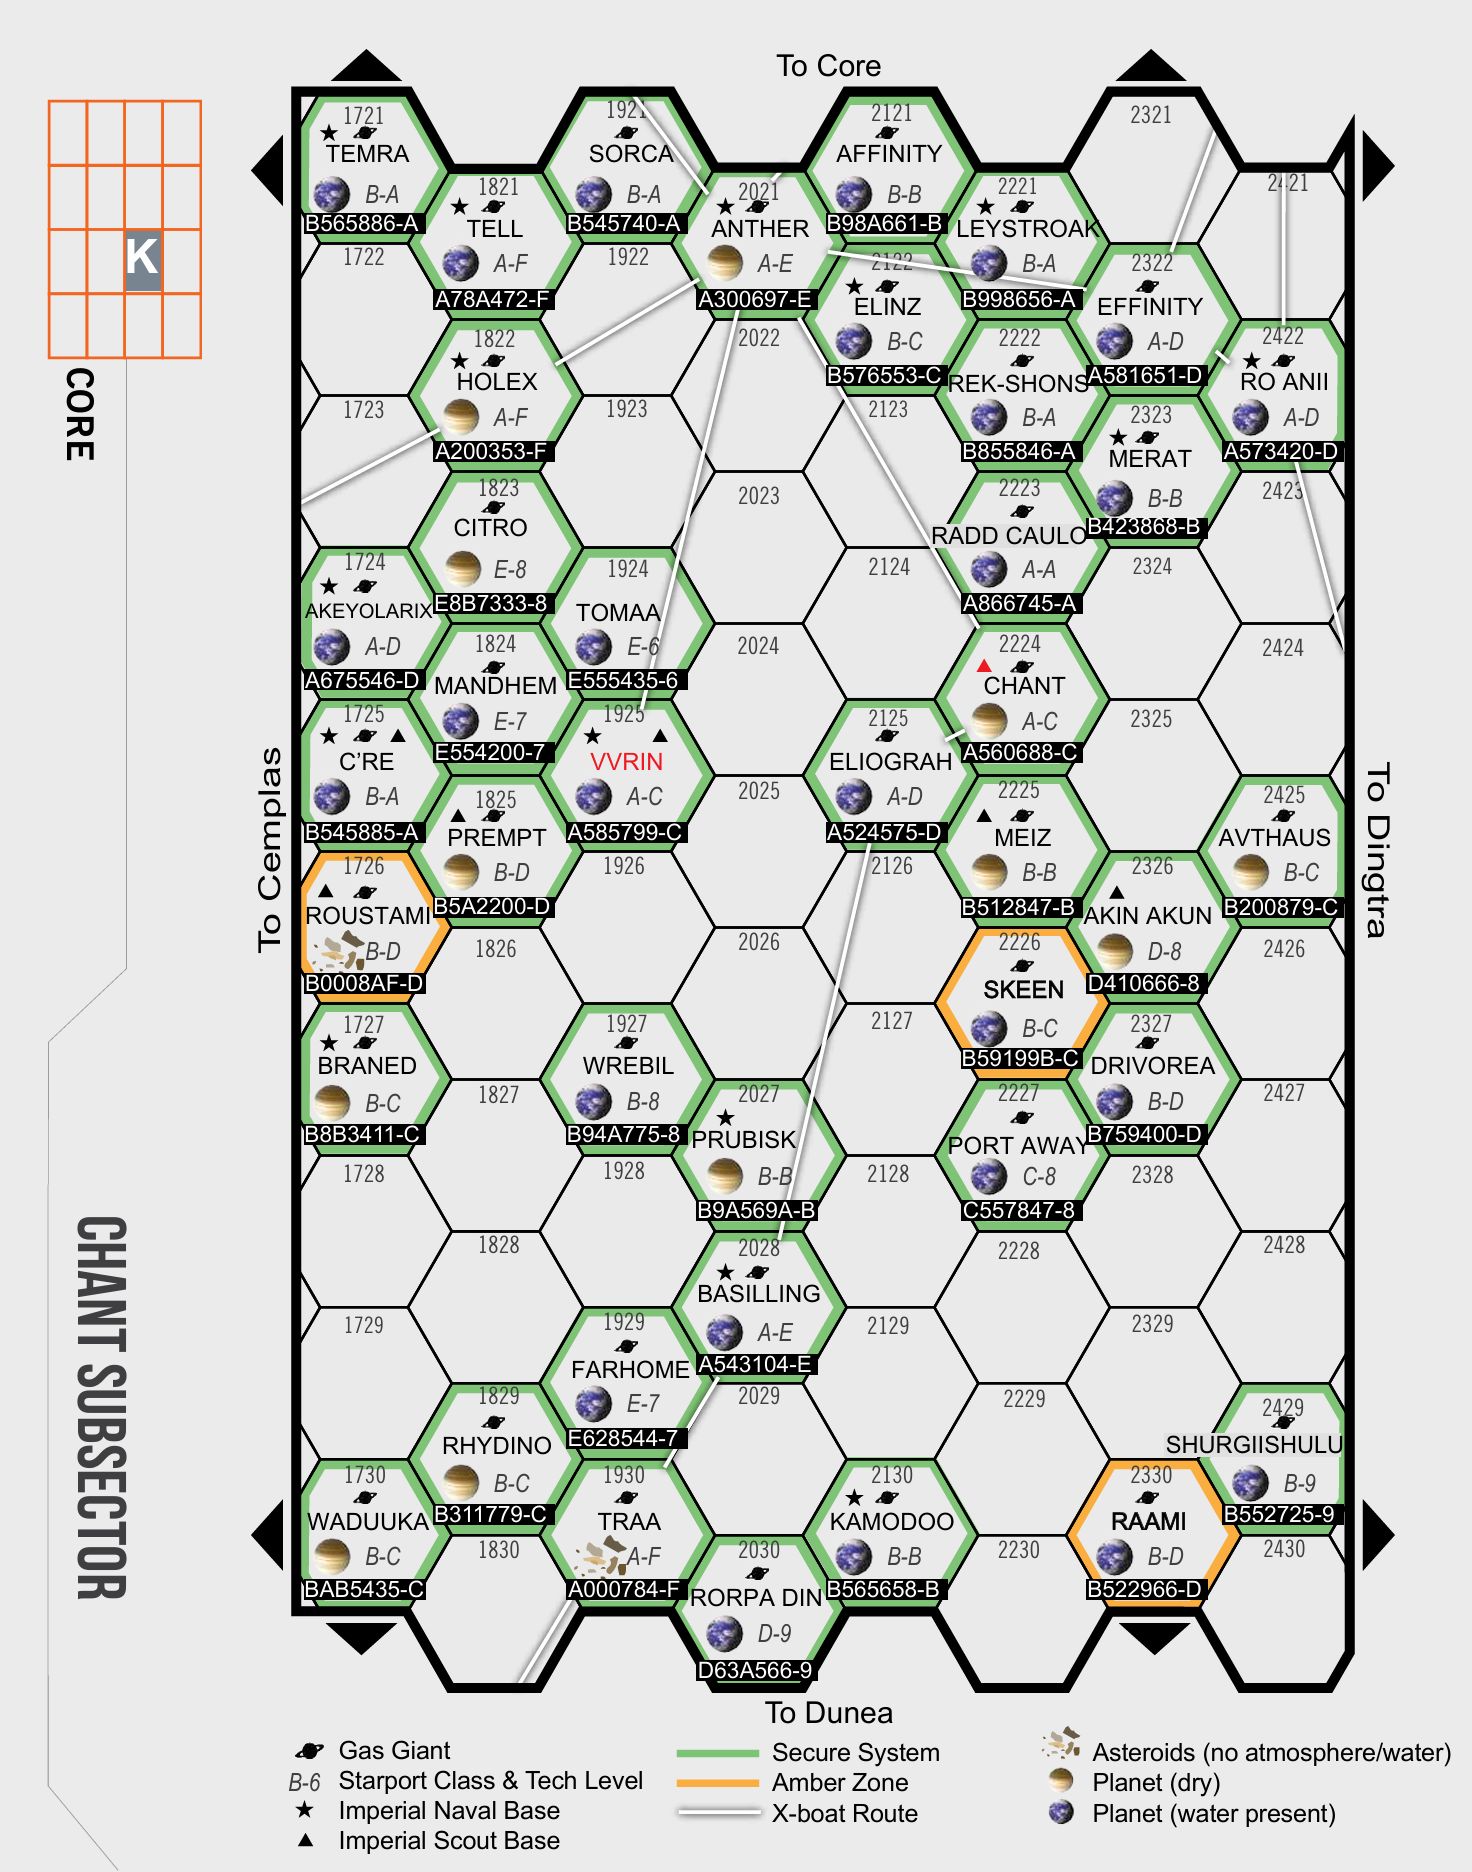 To Core
K
CORE
CHANT SUBSECTOR
To Cemplas
To Dingtra
1721
TEMRA
B-A
B565886-A
1921
SORCA
B-A
B545740-A
2121
AFFINITY
B-B
B98A661-B
2321
1821
TELL
A-F
A78A472-F
2021
ANTHER
A-E
A300697-E
2221
LEYSTROAK
B-A
B998656-A
2421
1722
1922
2122
ELINZ
B-C
B576553-C
2322
EFFINITY
A-D
A581651-D
1822
HOLEX
A-F
A200353-F
2022
2222
REK-SHONS
B-A
B855846-A
2422
RO ANII
A-D
A573420-D
1723
1923
2123
2323
MERAT
B-B
B423868-B
1823
CITRO
E-8
E8B7333-8
2023
2223
RADD CAULO
A-A
A866745-A
2423
1724
AKEYOLARIX
A-D
A675546-D
1924
TOMAA
E-6
E555435-6
2124
2324
1824
MANDHEM
E-7
E554200-7
2024
2224
CHANT
A-C
A560688-C
2424
1725
C'RE
B-A
B545885-A
1925
VVRIN
A-C
A585799-C
2125
ELIOGRAH
A-D
A524575-D
2325
1825
PREMPT
B-D
B5A2200-D
2025
2225
MEIZ
B-B
B512847-B
2425
AVTHAUS
B-C
B200879-C
1726
ROUSTAMI
B-D
B0008AF-D
1926
2126
2326
AKIN AKUN
D-8
D410666-8
1826
2026
2226
SKEEN
B-C
B59199B-C
2426
1727
BRANED
B-C
B8B3411-C
1927
WREBIL
B-8
B94A775-8
2127
2327
DRIVOREA
B-D
B759400-D
1827
2027
PRUBISK
B-B
B9A569A-B
2227
PORT AWAY
C-8
C557847-8
2427
1728
1928
2128
2328
1828
2028
BASILLING
A-E
A543104-E
2228
2428
1729
1929
FARHOME
E-7
E628544-7
2129
2329
1829
RHYDINO
B-C
B311779-C
2029
2229
2429
SHURGIISHULU
B-9
B552725-9
1730
WADUUKA
B-C
BAB5435-C
1930
TRAA
A-F
A000784-F
2130
KAMODOO
B-B
B565658-B
2330
RAAMI
B-D
B522966-D
1830
2030
RORPA DIN
D-9
D63A566-9
2230
2430
To Dunea
Gas Giant
B-6 Starport Class & Tech Level
Imperial Naval Base
Imperial Scout Base
Secure System
Amber Zone
X-boat Route
Asteroids (no atmosphere/water)
Planet (dry)
Planet (water present)